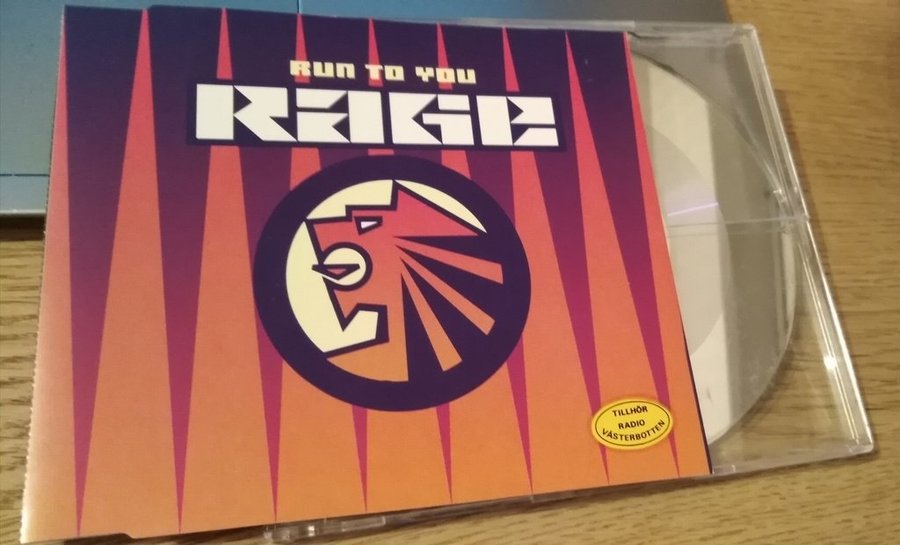 RUN TO YOU
RAGE
TILLHÖR
RADIO
VÄSTERBOTTEN